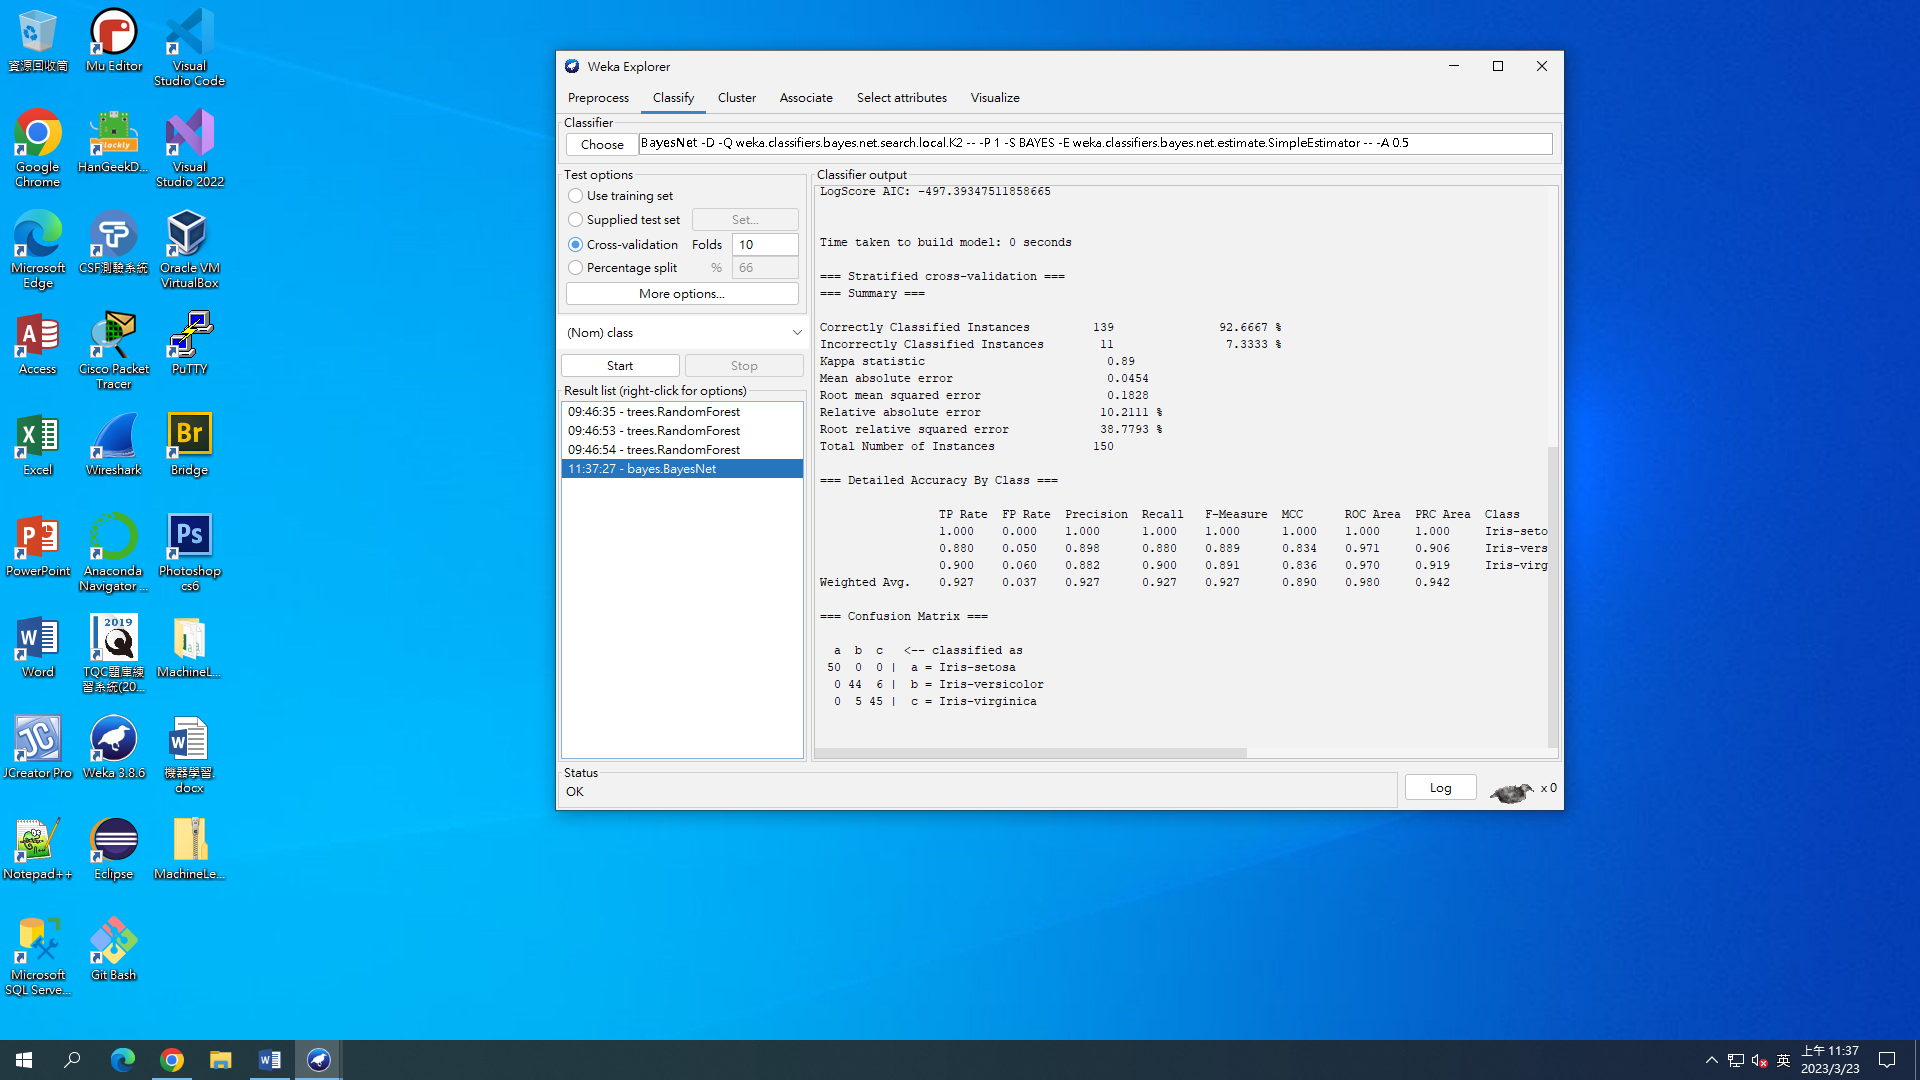 資源回收筒
Mu Editor
Visual Studio Code
Google Chrome
HanGeekD...
Visual Studio 2022
Microsoft Edge
CSF測驗系統
Oracle VM VirtualBox
Access
Cisco Packet Tracer
PuTTY
Excel
Wireshark
Br
Bridge
PowerPoint
Anaconda Navigator ...
Ps
Photoshop cs6
Word
2019
TQC題庫練習系統(20...
MachineL...
JCreator Pro
Weka 3.8.6
機器學習.docx
Notepad++
Eclipse
MachineLe...
Microsoft SQL Serve...
Git Bash
Weka Explorer
Preprocess Classify Cluster Associate Select attributes Visualize
Classifier
Choose BayesNet -D -Q weka.classifiers.bayes.net.search.local.K2 -- -P 1 -S BAYES -E weka.classifiers.bayes.net.estimate.SimpleEstimator -- -A 0.5
Test options
Use training set
Supplied test set Set...
Cross-validation Folds 10
Percentage split % 66
More options...
(Nom) class
Start Stop
Result list (right-click for options)
09:46:35 - trees.RandomForest
09:46:53 - trees.RandomForest
09:46:54 - trees.RandomForest
11:37:27 - bayes.BayesNet
Classifier output
LogScore AIC: -497.39347511858665
Time taken to build model: 0 seconds
=== Stratified cross-validation ===
=== Summary ===
Correctly Classified Instances 139 92.6667 %
Incorrectly Classified Instances 11 7.3333 %
Kappa statistic 0.89
Mean absolute error 0.0454
Root mean squared error 0.1828
Relative absolute error 10.2111 %
Root relative squared error 38.7793 %
Total Number of Instances 150
=== Detailed Accuracy By Class ===
TP Rate FP Rate Precision Recall F-Measure MCC ROC Area PRC Area Class
1.000 0.000 1.000 1.000 1.000 1.000 1.000 1.000 Iris-seto
0.880 0.050 0.898 0.880 0.889 0.834 0.971 0.906 Iris-vers
0.900 0.060 0.882 0.900 0.891 0.836 0.970 0.919 Iris-virg
Weighted Avg. 0.927 0.037 0.927 0.927 0.927 0.890 0.980 0.942
=== Confusion Matrix ===
a b c <-- classified as
50 0 0 | a = Iris-setosa
0 44 6 | b = Iris-versicolor
0 5 45 | c = Iris-virginica
Status
OK
Log
x 0
英
上午 11:37
2023/3/23